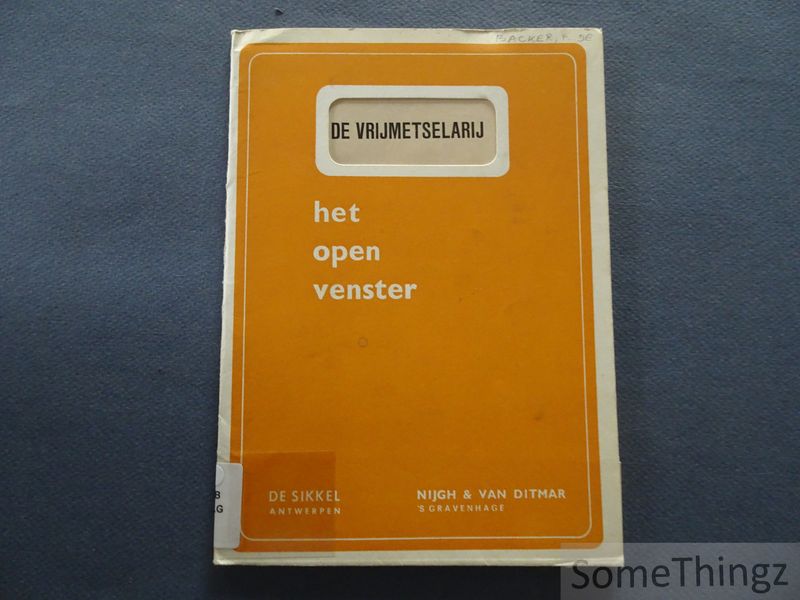 BACKER, F. DE
DE VRIJMETSELARIJ
het
open
venster
B
G
DE SIKKEL
ANTWERPEN
NIJGH & VAN DITMAR
'S GRAVENHAGE
SomeThingz